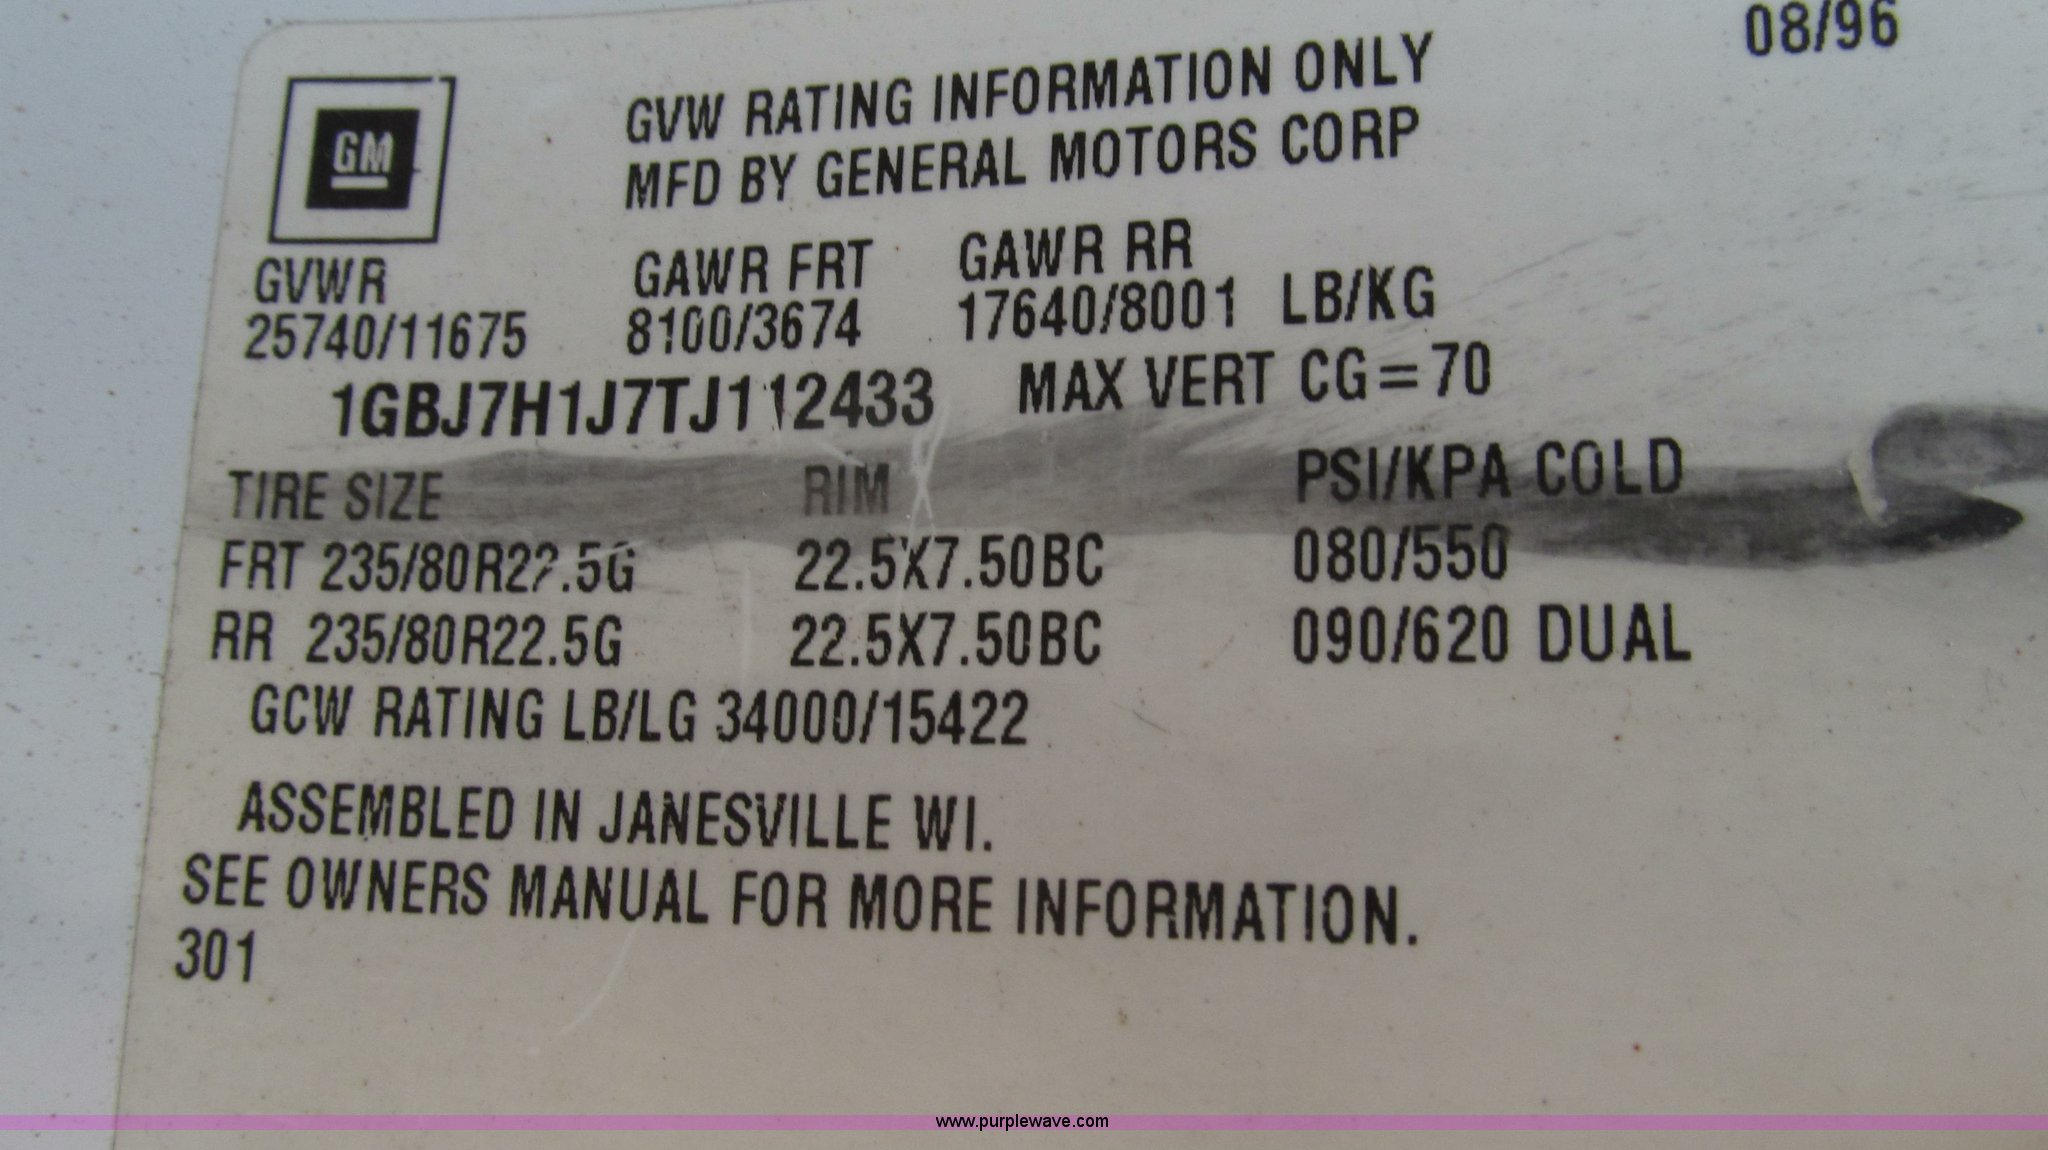 08/96
GM
GVW RATING INFORMATION ONLY
MFD BY GENERAL MOTORS CORP
GVWR GAWR FRT GAWR RR
25740/11675 8100/3674 17640/8001 LB/KG
1GBJ7H1J7TJ112433 MAX VERT CG=70
TIRE SIZE RIM PSI/KPA COLD
FRT 235/80R22.5G 22.5X7.50BC 080/550
RR 235/80R22.5G 22.5X7.50BC 090/620 DUAL
GCW RATING LB/LG 34000/15422
ASSEMBLED IN JANESVILLE WI.
SEE OWNERS MANUAL FOR MORE INFORMATION.
301
www.purplewave.com